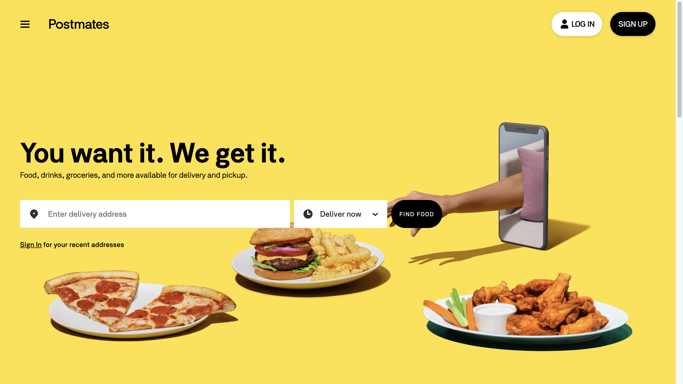 Postmates
LOG IN
SIGN UP
You want it. We get it.
Food, drinks, groceries, and more available for delivery and pickup.
Enter delivery address
Deliver now
FIND FOOD
Sign In for your recent addresses